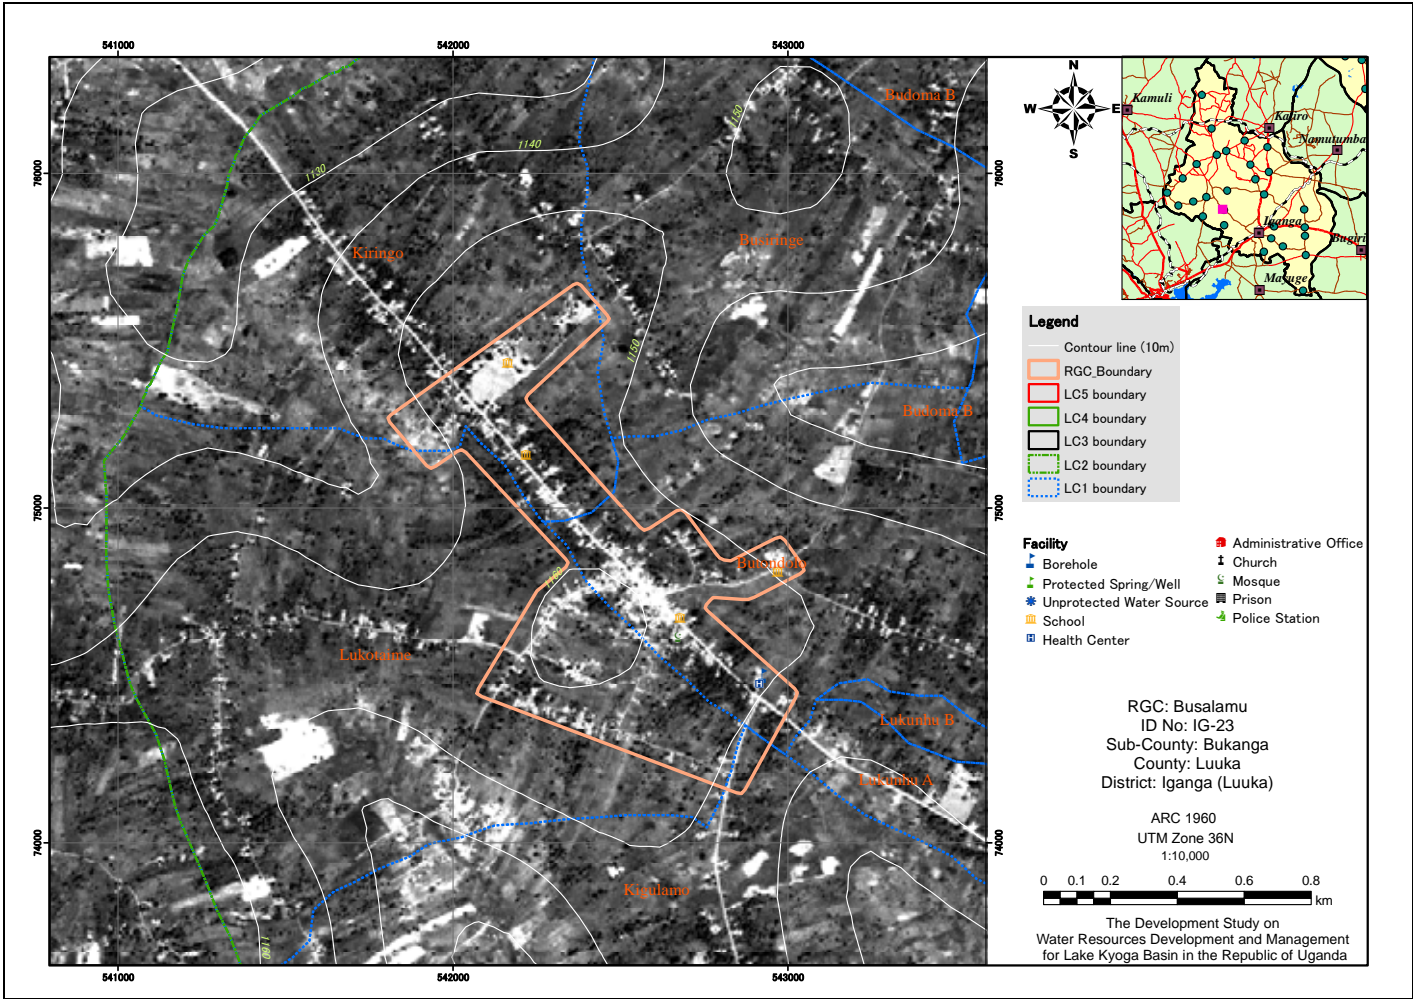 541000
542000
543000
76000
75000
74000
76000
75000
74000
541000
542000
543000
Budoma B
1150
1140
1130
Kiringo
Busiringe
1150
Budoma B
Busindola
1160
Lukotaime
Lukunhu B
Lukunhu A
Kigulamo
1160
N
W
E
S
Kamuli
Kaliro
Namutumba
Iganga
Bugiri
Mayuge
Legend
Contour line (10m)
RGC_Boundary
LC5 boundary
LC4 boundary
LC3 boundary
LC2 boundary
LC1 boundary
Facility
Borehole
Protected Spring/Well
Unprotected Water Source
School
H Health Center
Administrative Office
Church
Mosque
Prison
Police Station
H
RGC: Busalamu
ID No: IG-23
Sub-County: Bukanga
County: Luuka
District: Iganga (Luuka)
ARC 1960
UTM Zone 36N
1:10,000
0 0.1 0.2 0.4 0.6 0.8
km
The Development Study on
Water Resources Development and Management
for Lake Kyoga Basin in the Republic of Uganda